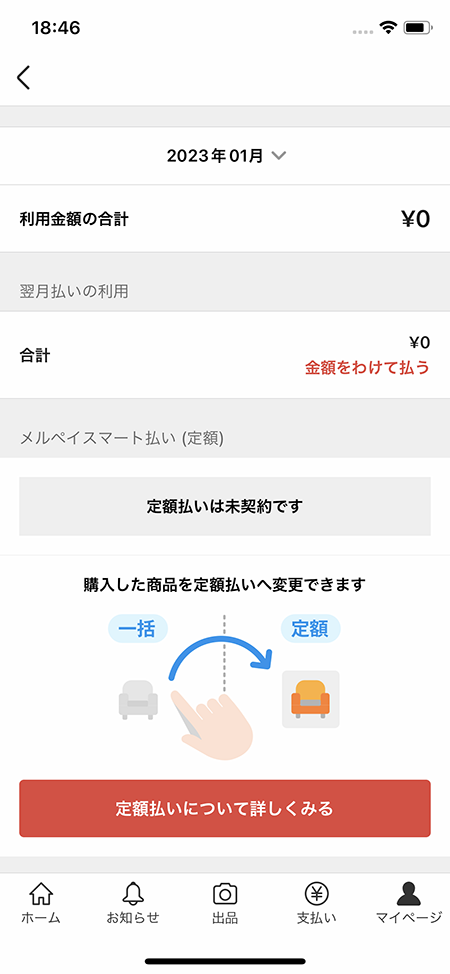 18:46
2023年01月
利用金額の合計
¥0
翌月払いの利用
合計
¥0
金額をわけて払う
メルペイスマート払い (定額)
定額払いは未契約です
購入した商品を定額払いへ変更できます
一括
定額
定額払いについて詳しくみる
ホーム
お知らせ
出品
支払い
マイページ